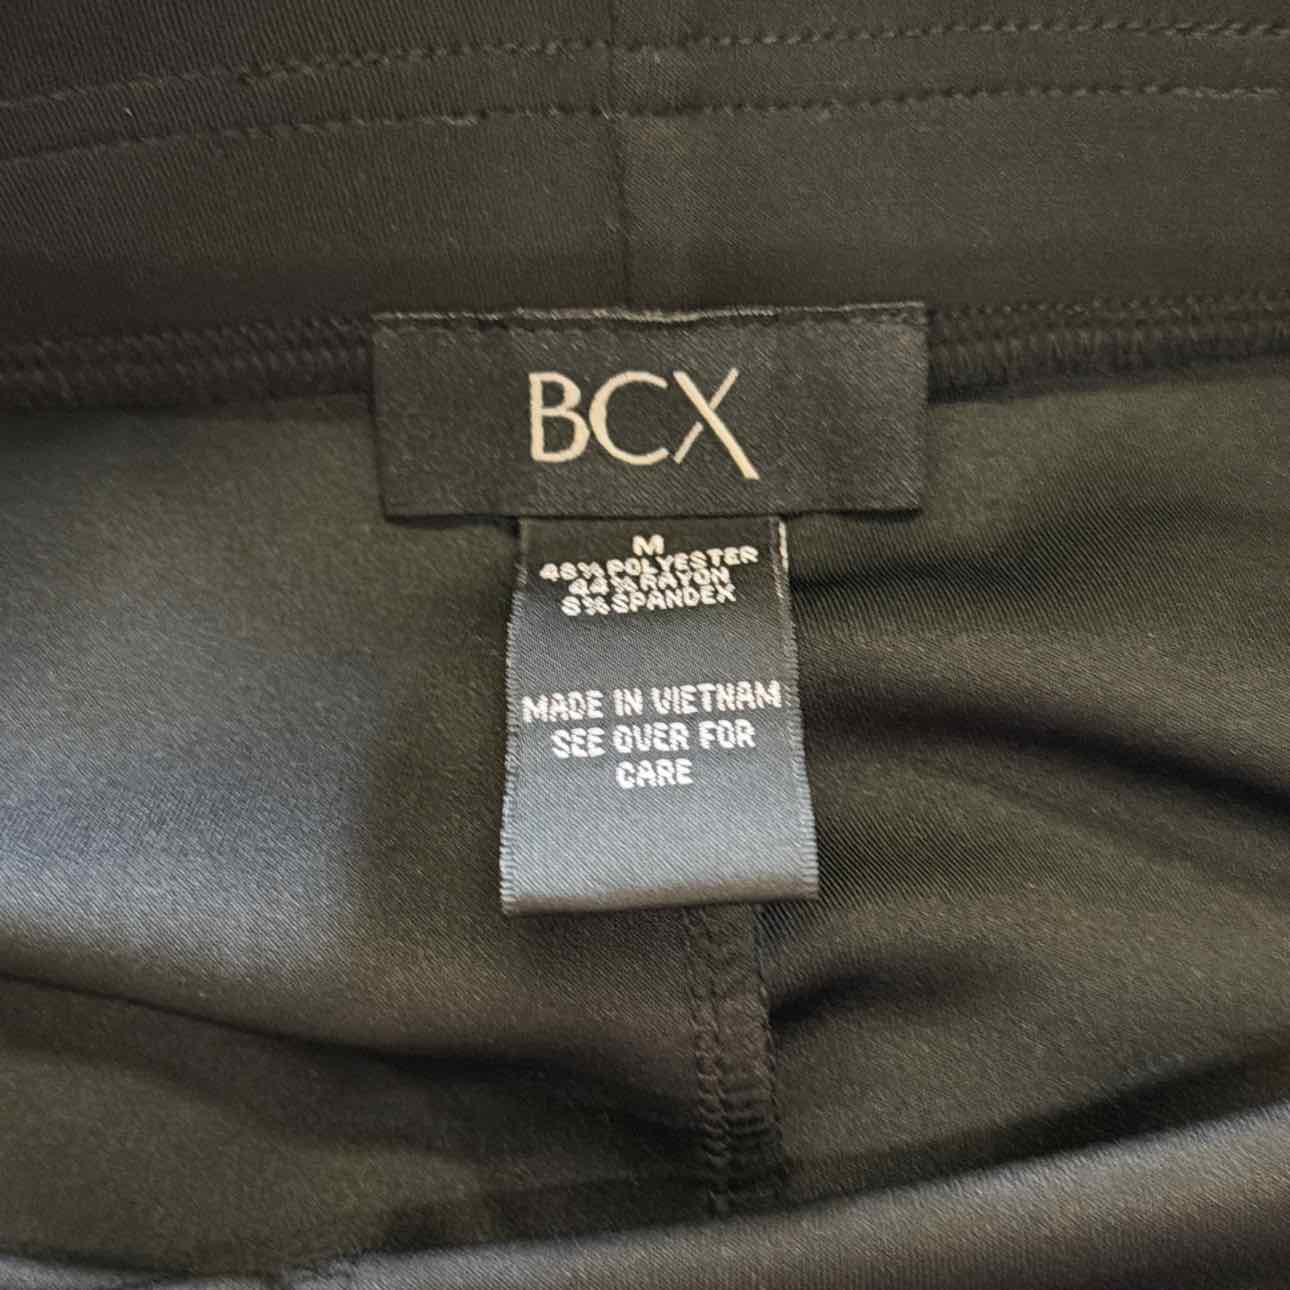 BCX
M
48% POLYESTER
44% RAYON
8% SPANDEX
MADE IN VIETNAM
SEE OVER FOR
CARE